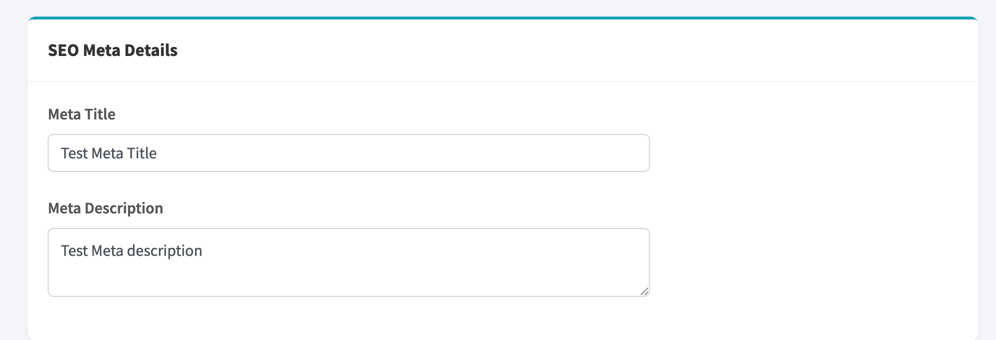 SEO Meta Details
Meta Title
Test Meta Title
Meta Description
Test Meta description